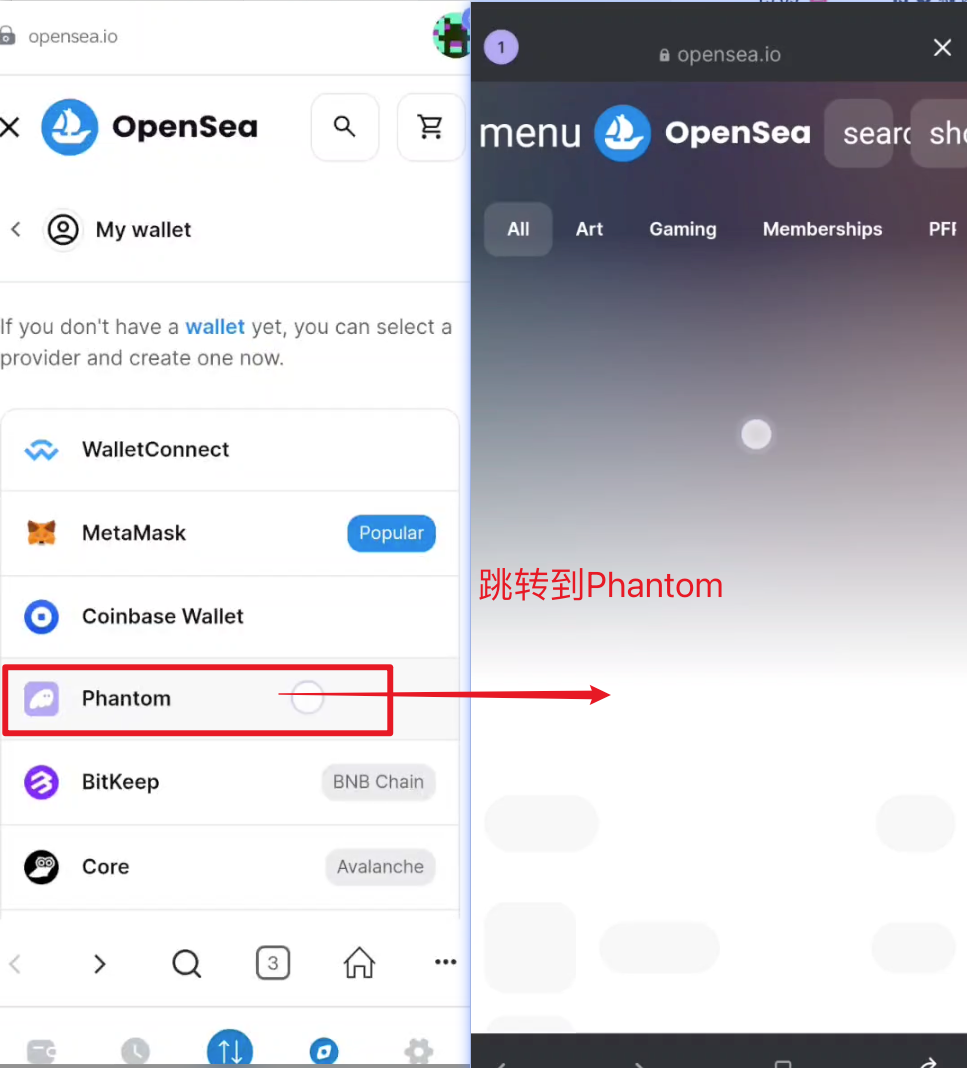 opensea.io
OpenSea
My wallet
If you don't have a wallet yet, you can select a
provider and create one now.
WalletConnect
MetaMask
Popular
Coinbase Wallet
Phantom
BitKeep
BNB Chain
Core
Avalanche
3
1
opensea.io
menu
OpenSea
searc
sho
All
Art
Gaming
Memberships
PFP
跳转到Phantom